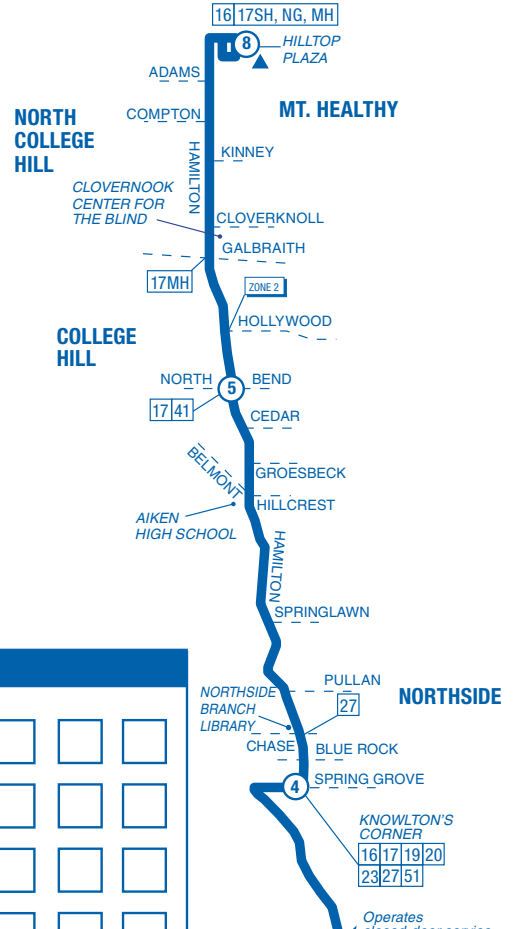 16 17SH, NG, MH
8
HILLTOP
PLAZA
ADAMS
MT. HEALTHY
COMPTON
NORTH
COLLEGE
HILL
HAMILTON
KINNEY
CLOVERNOOK
CENTER FOR
THE BLIND
CLOVERKNOLL
GALBRAITH
17MH
ZONE 2
HOLLYWOOD
COLLEGE
HILL
NORTH 5 BEND
17 41
CEDAR
BELMONT
GROESBECK
HILLCREST
AIKEN
HIGH SCHOOL
HAMILTON
SPRINGLAWN
PULLAN
27
NORTHSIDE
NORTHSIDE
BRANCH
LIBRARY
CHASE
BLUE ROCK
4 SPRING GROVE
KNOWLTON'S
CORNER
16 17 19 20
23 27 51
Operates
closed-door service